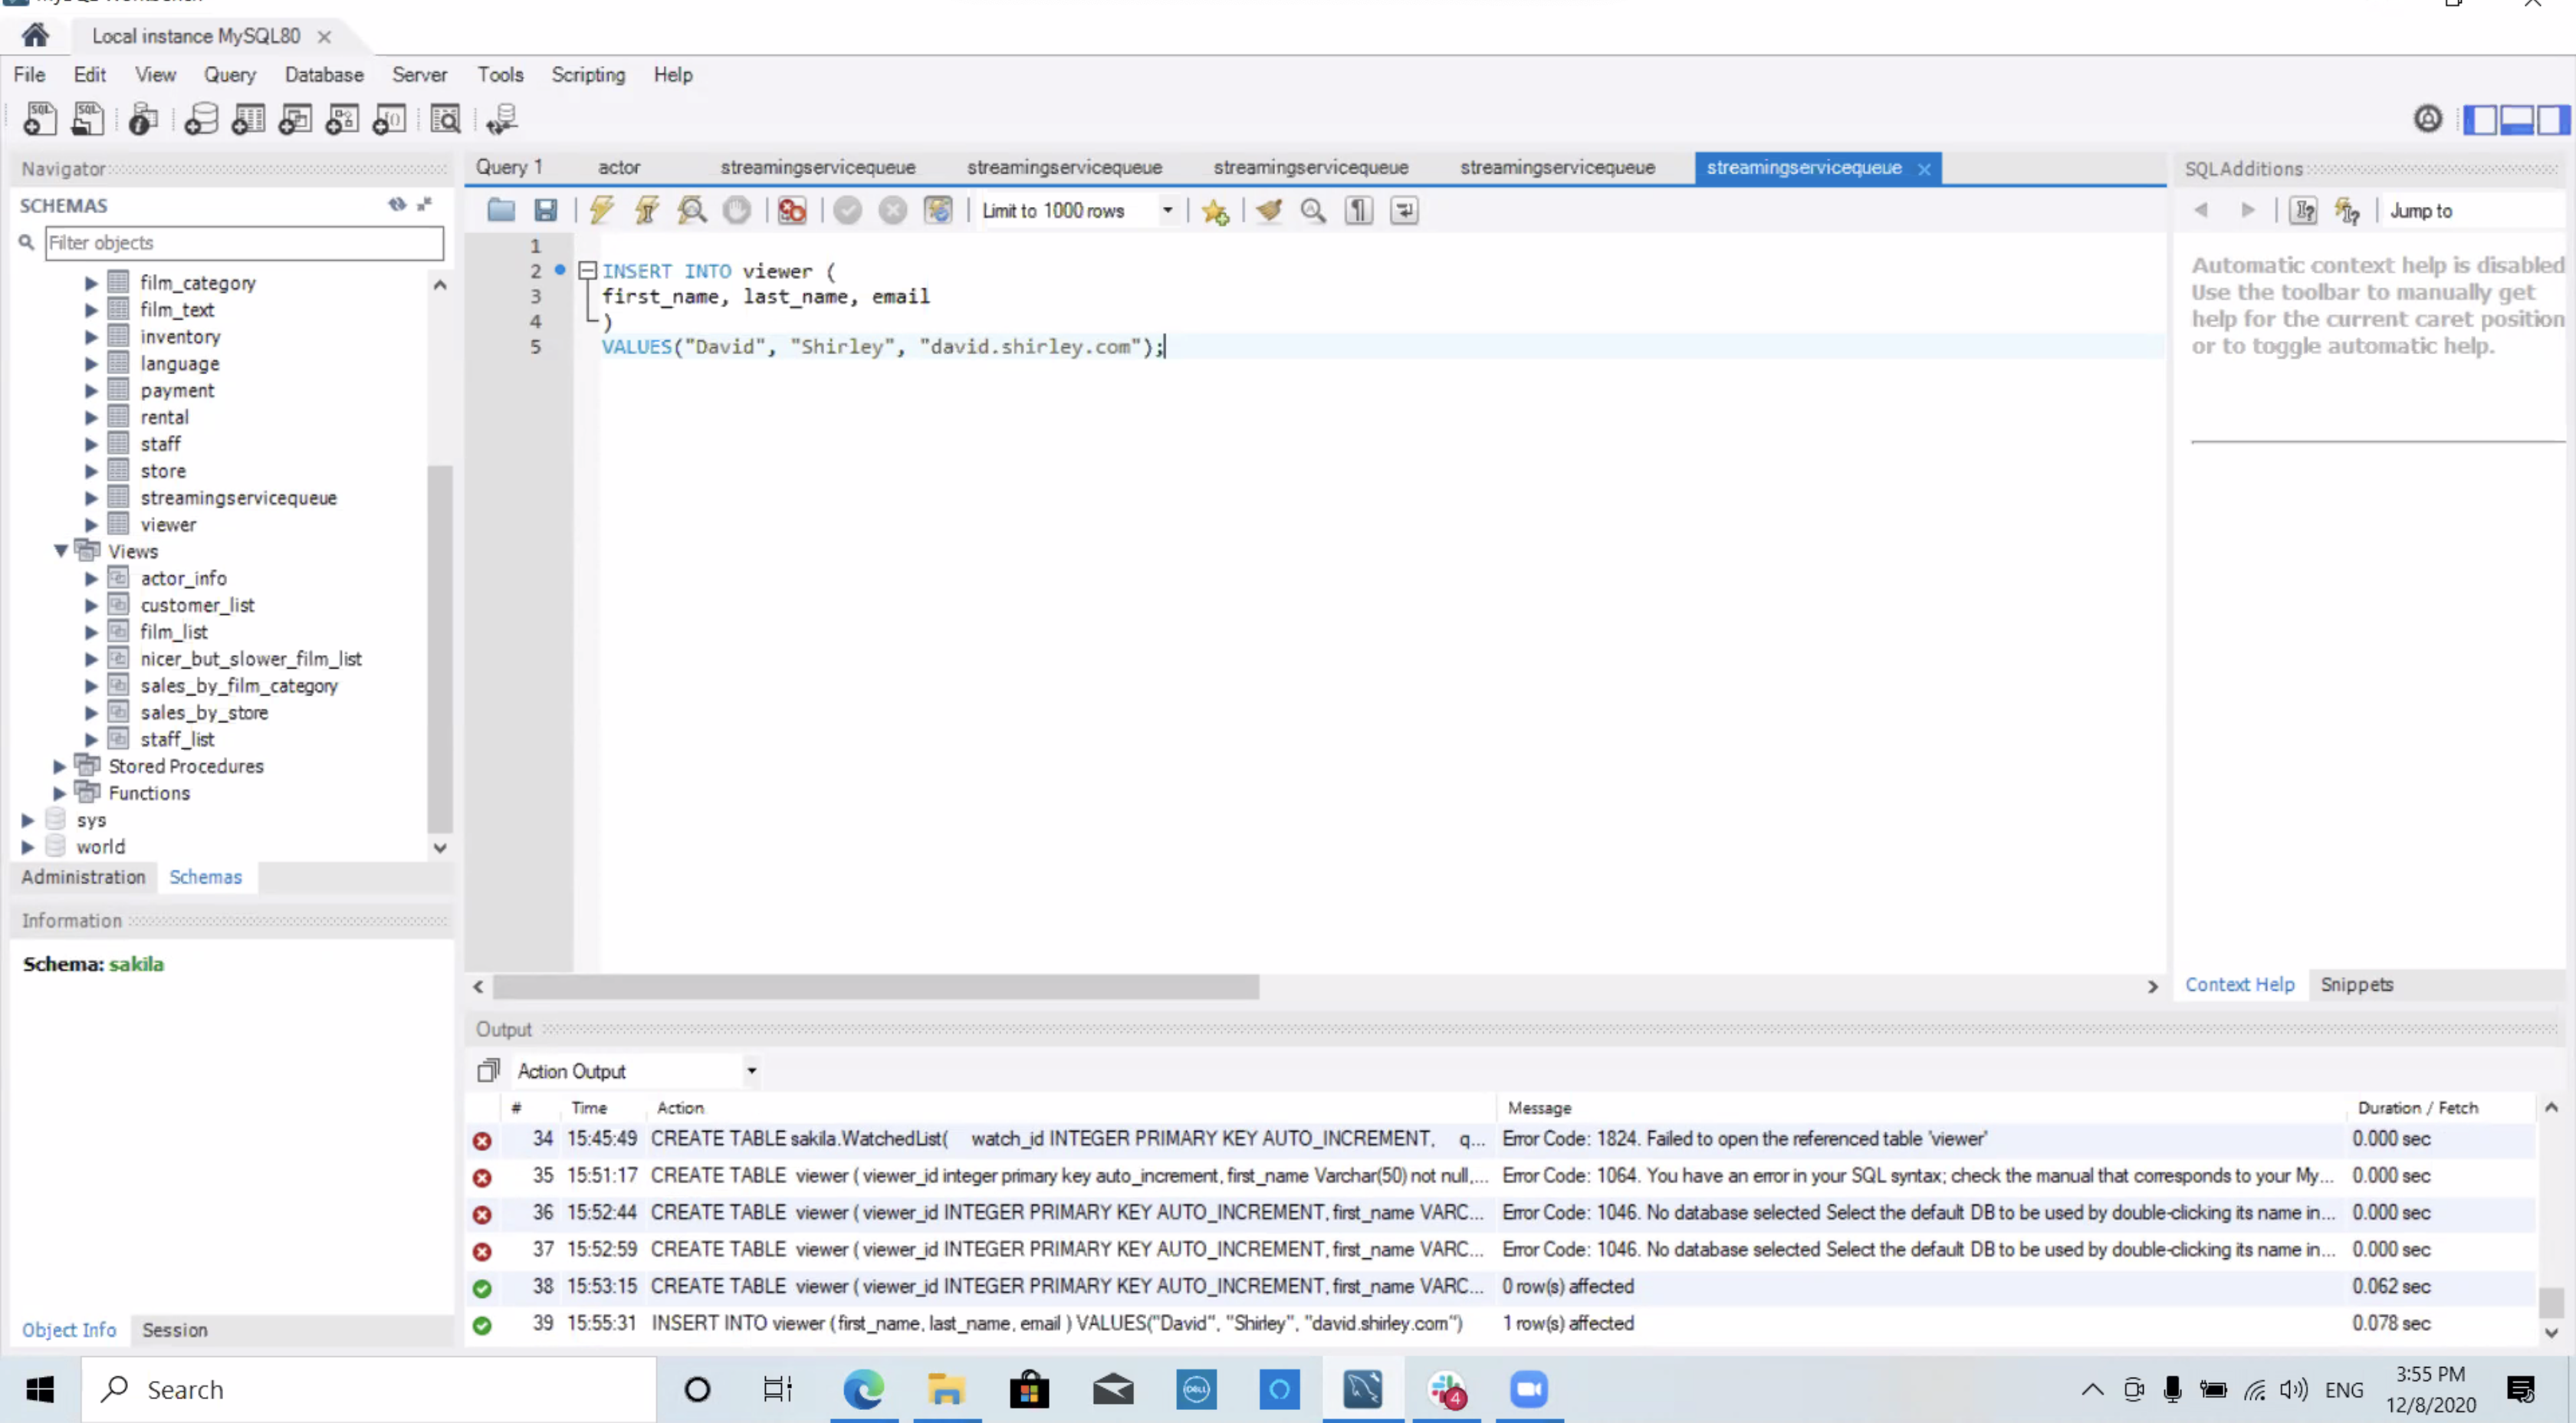 Local instance MySQL80
File Edit View Query Database Server Tools Scripting Help
Navigator
SCHEMAS
Filter objects
film_category
film_text
inventory
language
payment
rental
staff
store
streamingservicequeue
viewer
Views
actor_info
customer_list
film_list
nicer_but_slower_film_list
sales_by_film_category
sales_by_store
staff_list
Stored Procedures
Functions
sys
world
Administration Schemas
Information
Schema: sakila
Object Info Session
Query 1 actor streamingservicequeue streamingservicequeue streamingservicequeue streamingservicequeue streamingservicequeue
Limit to 1000 rows
1
2 INSERT INTO viewer (
3 first_name, last_name, email
4 )
5 VALUES("David", "Shirley", "david.shirley.com");
SQLAdditions
Jump to
Automatic context help is disabled
Use the toolbar to manually get
help for the current caret position
or to toggle automatic help.
Context Help Snippets
Output
Action Output
# Time Action Message Duration / Fetch
34 15:45:49 CREATE TABLE sakila.WatchedList( watch_id INTEGER PRIMARY KEY AUTO_INCREMENT, q... Error Code: 1824. Failed to open the referenced table 'viewer' 0.000 sec
35 15:51:17 CREATE TABLE viewer ( viewer_id integer primary key auto_increment, first_name Varchar(50) not null,... Error Code: 1064. You have an error in your SQL syntax; check the manual that corresponds to your My... 0.000 sec
36 15:52:44 CREATE TABLE viewer ( viewer_id INTEGER PRIMARY KEY AUTO_INCREMENT, first_name VARC... Error Code: 1046. No database selected Select the default DB to be used by double-clicking its name in... 0.000 sec
37 15:52:59 CREATE TABLE viewer ( viewer_id INTEGER PRIMARY KEY AUTO_INCREMENT, first_name VARC... Error Code: 1046. No database selected Select the default DB to be used by double-clicking its name in... 0.000 sec
38 15:53:15 CREATE TABLE viewer ( viewer_id INTEGER PRIMARY KEY AUTO_INCREMENT, first_name VARC... 0 row(s) affected 0.062 sec
39 15:55:31 INSERT INTO viewer ( first_name, last_name, email ) VALUES("David", "Shirley", "david.shirley.com") 1 row(s) affected 0.078 sec
Search
DELL
4
ENG
3:55 PM
12/8/2020